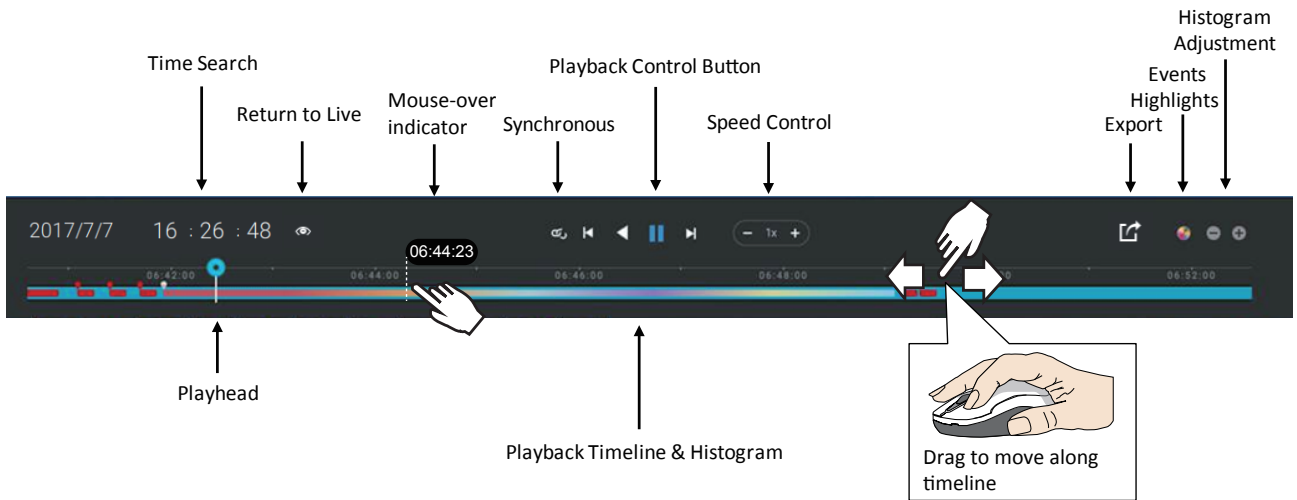 Histogram
Adjustment
Time Search
Playback Control Button
Events
Highlights
Return to Live
Mouse-over
indicator
Synchronous
Speed Control
Export
2017/7/7 16 : 26 : 48
1x
06:44:23
06:42:00 06:44:00 06:46:00 06:48:00 06:52:00
Playhead
Playback Timeline & Histogram
Drag to move along
timeline